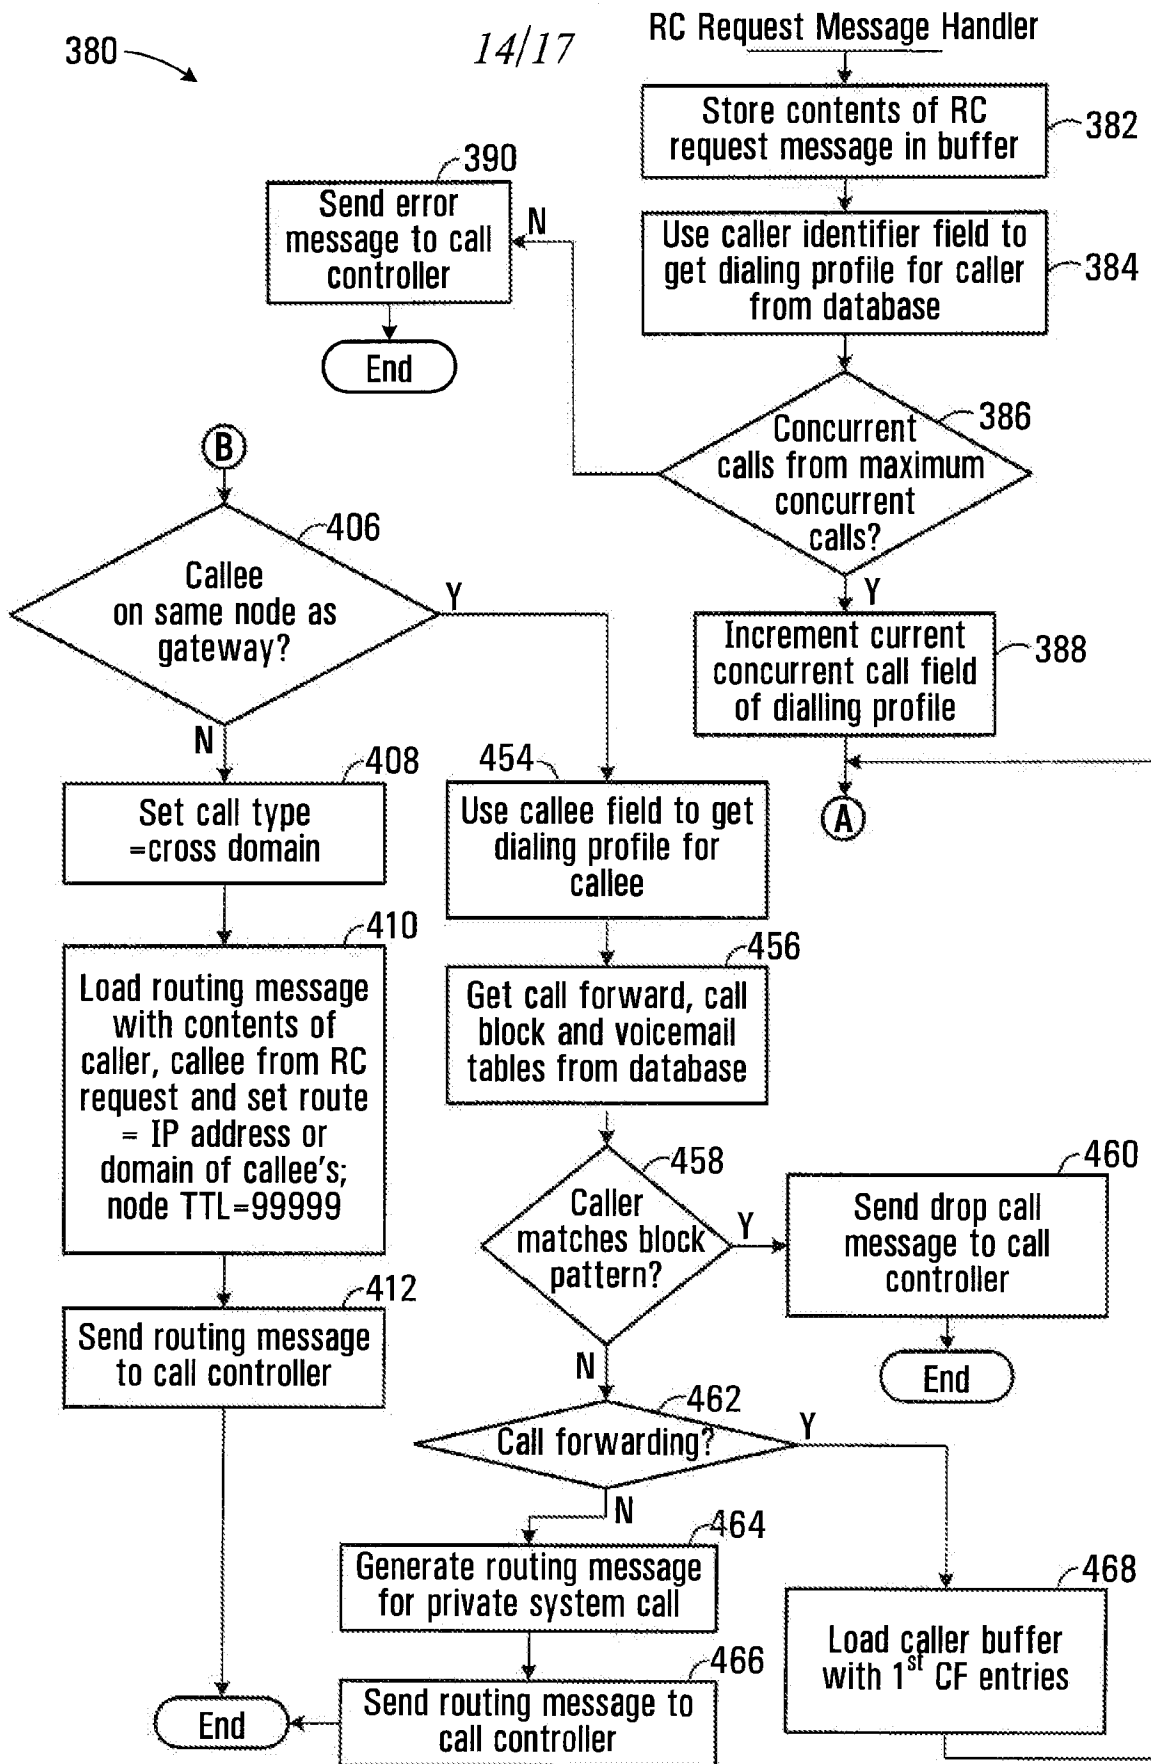 380
14/17
RC Request Message Handler
Store contents of RC
request message in buffer
382
Use caller identifier field to
get dialing profile for caller
from database
384
390
Send error
message to call
controller
N
End
386
Concurrent
calls from maximum
concurrent
calls?
Y
Increment current
concurrent call field
of dialling profile
388
A
B
406
Callee
on same node as
gateway?
Y
N
408
Set call type
=cross domain
410
Load routing message
with contents of
caller, callee from RC
request and set route
= IP address or
domain of callee's;
node TTL=99999
412
Send routing message
to call controller
454
Use callee field to get
dialing profile for
callee
456
Get call forward, call
block and voicemail
tables from database
458
Caller
matches block
pattern?
Y
460
Send drop call
message to call
controller
End
N
462
Call forwarding?
Y
N
464
Generate routing message
for private system call
466
Send routing message to
call controller
End
468
Load caller buffer
with 1st CF entries